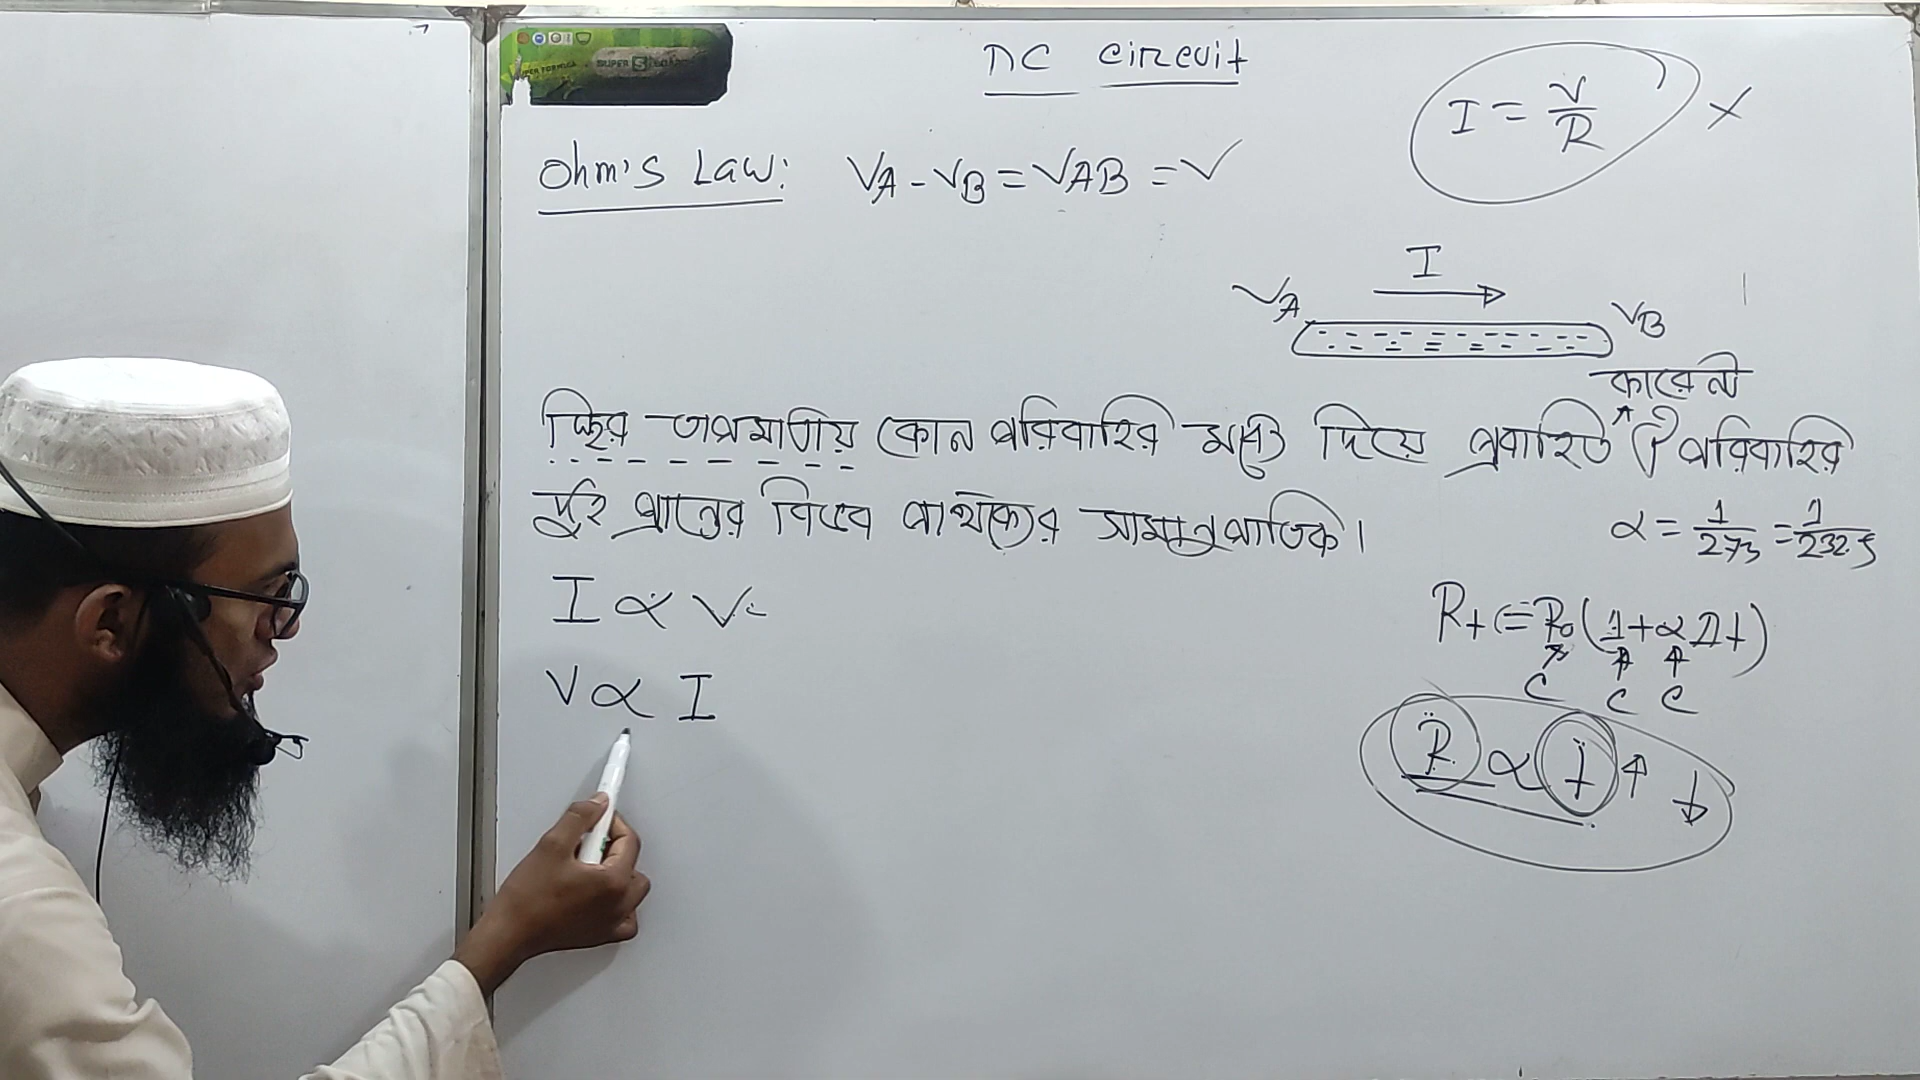 DC circuit
I = V/R ×
Ohm's Law: VA - VB = VAB = V
I
VA
VB
কারেন্ট
স্থির তাপমাত্রায় কোন পরিবাহির মধ্যে দিয়ে প্রবাহিত ^ পরিবাহির
দুই প্রান্তের বিভব পার্থক্যের সামানুপাতিক।
α = 1/273 = 1/232.5
I ∝ V
Rt = R0 (1+αΔt)
C C C
V ∝ I
R ∝ t ↑ ↓